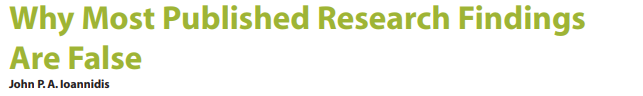 Why Most Published Research Findings
Are False
John P. A. Ioannidis